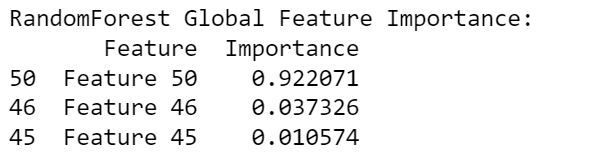 RandomForest Global Feature Importance:
Feature Importance
50 Feature 50 0.922071
46 Feature 46 0.037326
45 Feature 45 0.010574